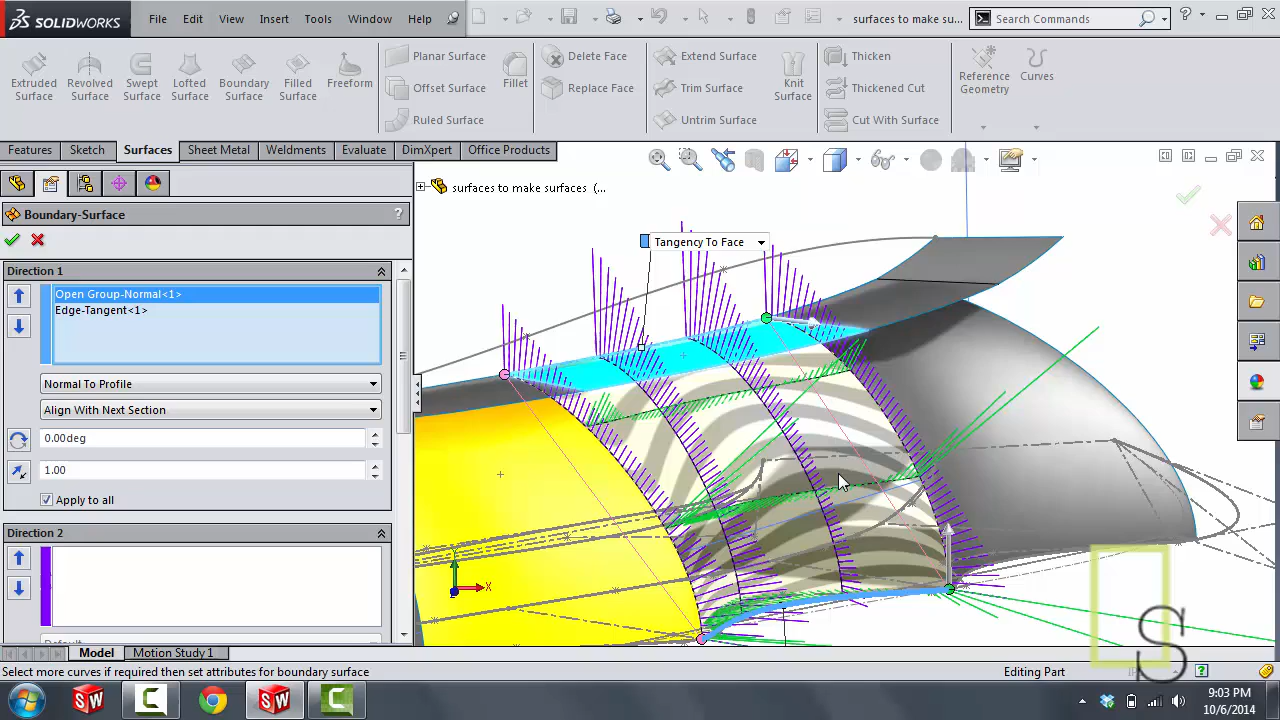 SOLIDWORKS
File Edit View Insert Tools Window Help
surfaces to make su...
Search Commands
Extruded Surface
Revolved Surface
Swept Surface
Lofted Surface
Boundary Surface
Filled Surface
Freeform
Planar Surface
Offset Surface
Ruled Surface
Fillet
Delete Face
Replace Face
Extend Surface
Trim Surface
Untrim Surface
Knit Surface
Thicken
Thickened Cut
Cut With Surface
Reference Geometry
Curves
Features Sketch Surfaces Sheet Metal Weldments Evaluate DimXpert Office Products
surfaces to make surfaces (...
Boundary-Surface
?
Direction 1
Open Group-Normal<1>
Edge-Tangent<1>
Normal To Profile
Align With Next Section
0.00deg
1.00
Apply to all
Direction 2
Tangency To Face
X
S
Model Motion Study 1
Select more curves if required then set attributes for boundary surface
Editing Part
9:03 PM
10/6/2014